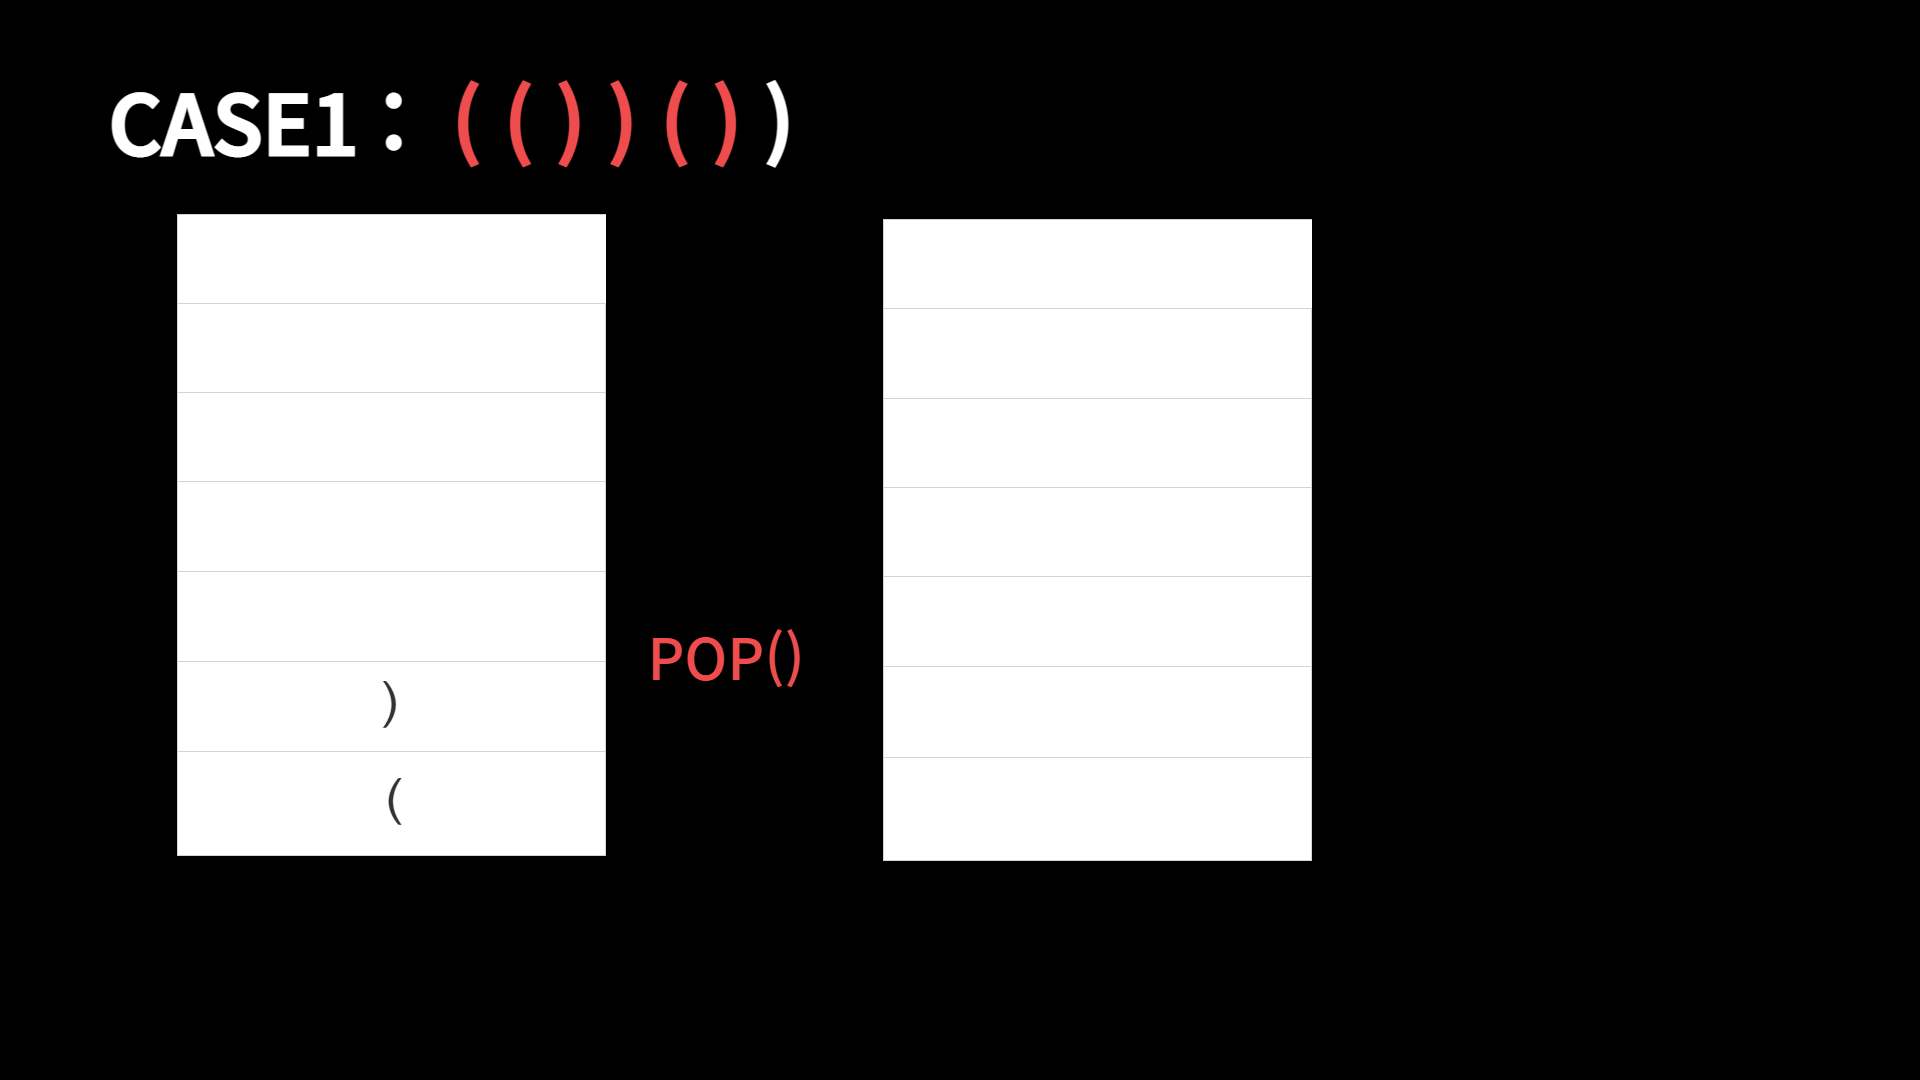 CASE1：(())())
POP()
)
(